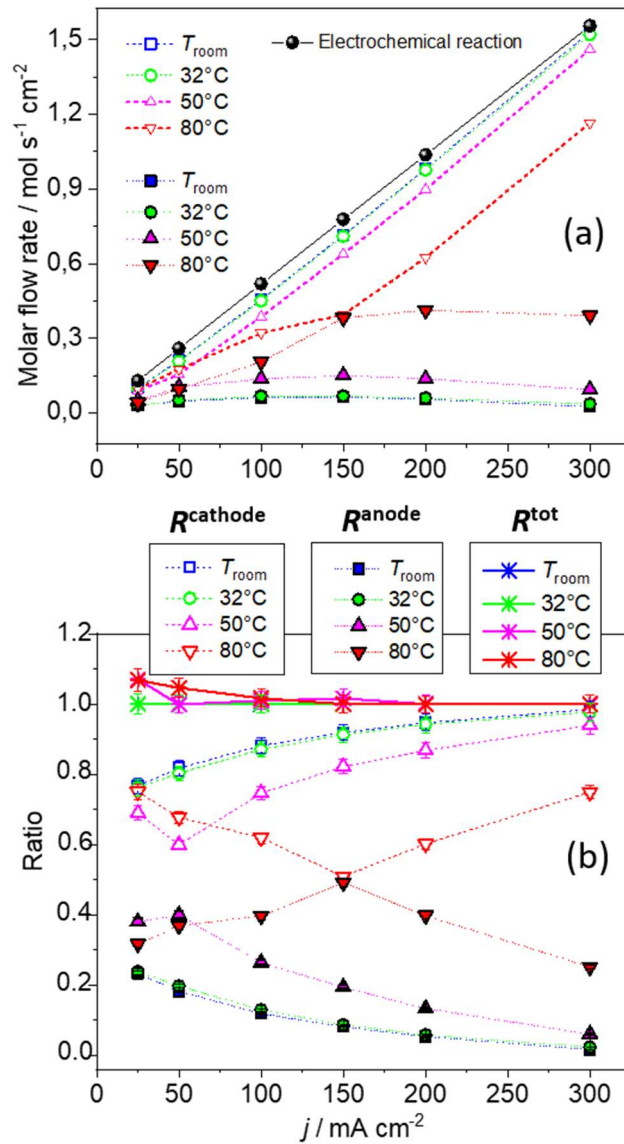 1,5
1,2
0,9
0,6
0,3
0,0
Molar flow rate / mol s⁻¹ cm⁻²
T_room
32°C
50°C
80°C
Electrochemical reaction
T_room
32°C
50°C
80°C
(a)
0 50 100 150 200 250 300
R^cathode R^anode R^tot
T_room T_room T_room
32°C 32°C 32°C
50°C 50°C 50°C
80°C 80°C 80°C
1.2
1.0
0.8
0.6
0.4
0.2
0.0
Ratio
(b)
0 50 100 150 200 250 300
j / mA cm⁻²